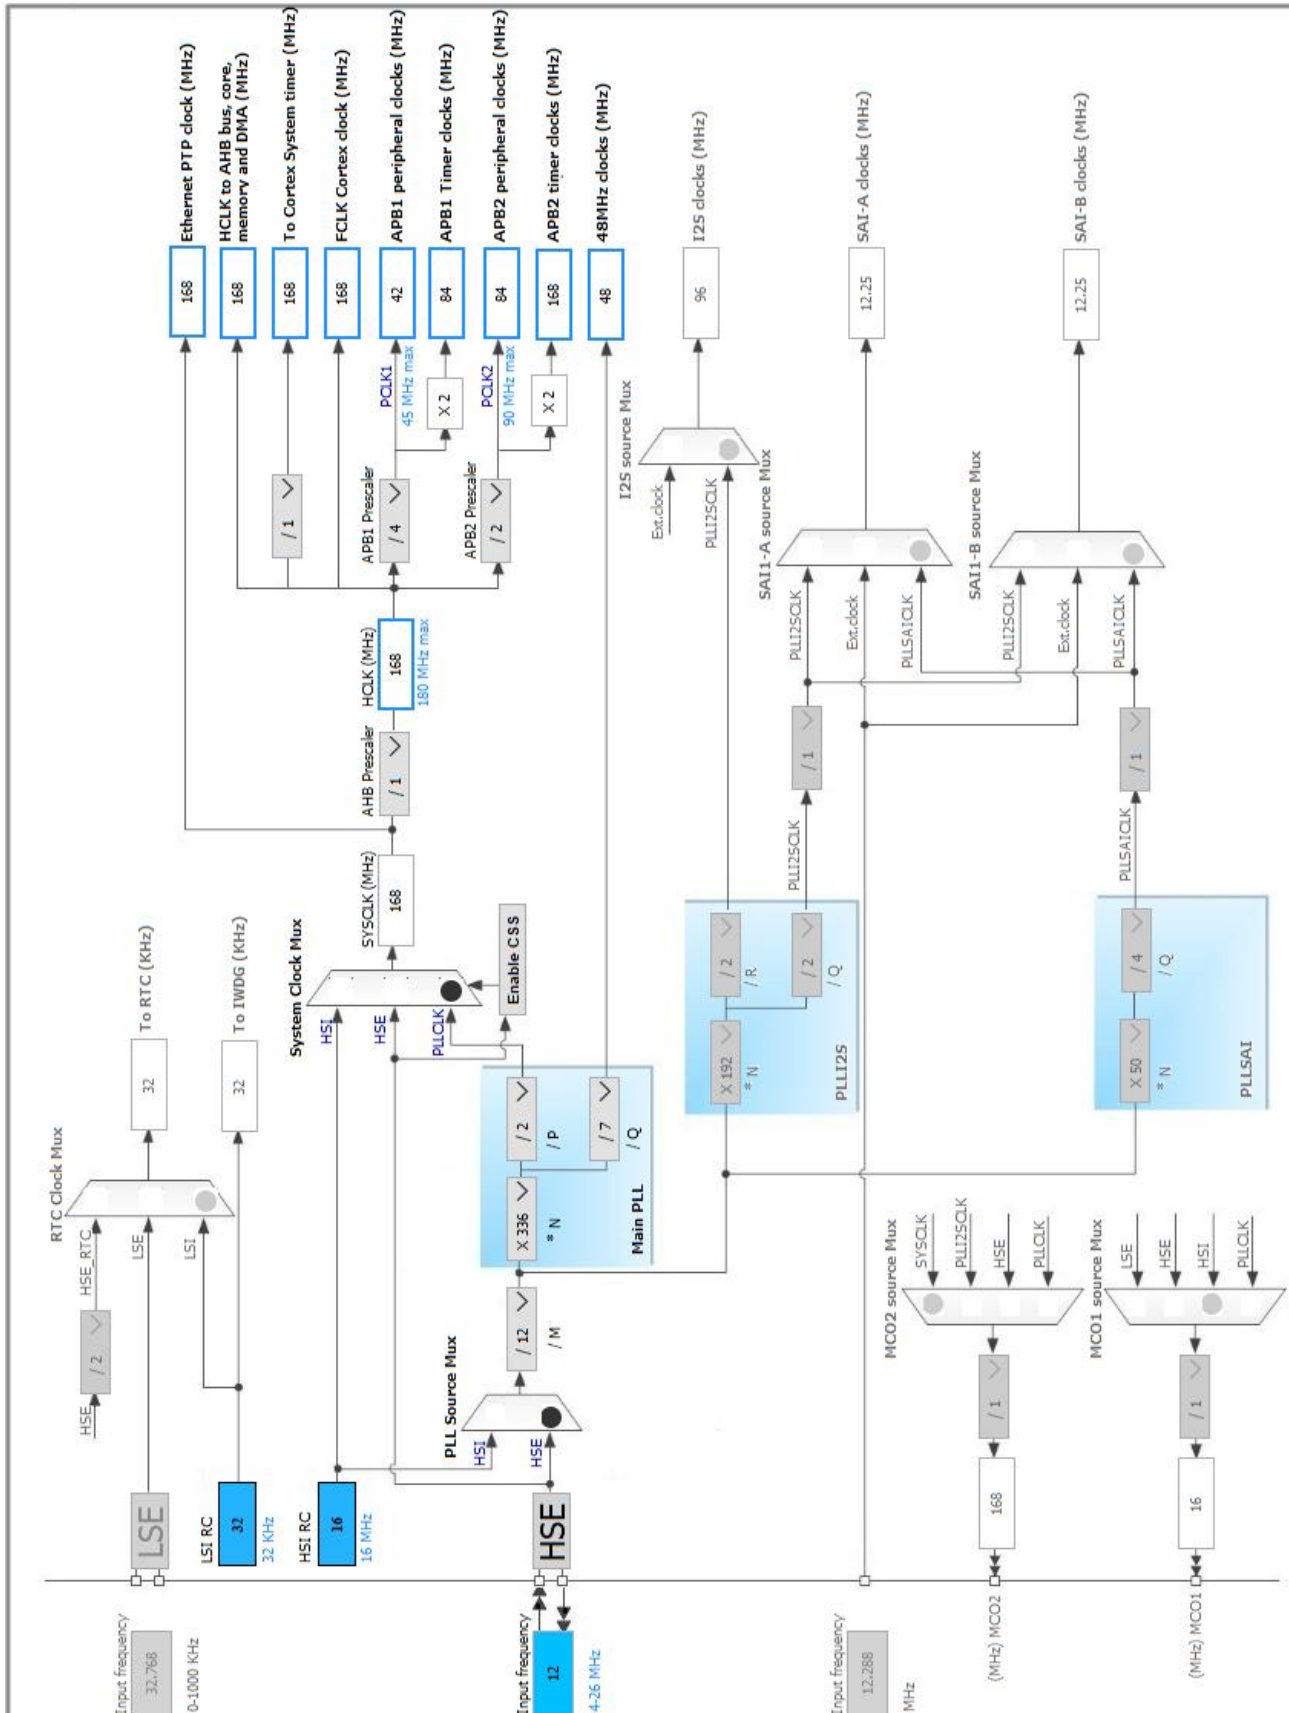 Input frequency
32.768
0-1000 KHz
LSE
LSI RC
32
32 KHz
HSI RC
16
16 MHz
Input frequency
12
4-26 MHz
HSE
Input frequency
12.288
MHz
HSE
/ 2
HSE_RTC
LSE
LSI
RTC Clock Mux
32
To RTC (KHz)
32
To IWDG (KHz)
PLL Source Mux
HSI
HSE
/ 12
/ M
X 336
* N
/ 2
/ P
/ 7
/ Q
Main PLL
System Clock Mux
HSI
HSE
PLLCLK
Enable CSS
SYSCLK (MHz)
168
AHB Prescaler
/ 1
HCLK (MHz)
168
180 MHz max
/ 1
APB1 Prescaler
/ 4
PCLK1
45 MHz max
X 2
APB2 Prescaler
/ 2
PCLK2
90 MHz max
X 2
168
Ethernet PTP clock (MHz)
168
HCLK to AHB bus, core,
memory and DMA (MHz)
168
To Cortex System timer (MHz)
168
FCLK Cortex clock (MHz)
42
APB1 peripheral clocks (MHz)
84
APB1 Timer clocks (MHz)
84
APB2 peripheral clocks (MHz)
168
APB2 timer clocks (MHz)
48
48MHz clocks (MHz)
X 192
* N
/ 2
/ R
/ 2
/ Q
PLLI2S
PLLI2SCLK
/ 1
I2S source Mux
Ext.clock
PLLI2SCLK
96
I2S clocks (MHz)
SAI1-A source Mux
PLLI2SCLK
Ext.clock
PLLSAICLK
12.25
SAI-A clocks (MHz)
SAI1-B source Mux
PLLI2SCLK
Ext.clock
PLLSAICLK
12.25
SAI-B clocks (MHz)
X 50
* N
/ 4
/ Q
PLLSAI
PLLSAICLK
/ 1
MCO2 source Mux
SYSCLK
PLLI2SCLK
HSE
PLLCLK
/ 1
168
(MHz) MCO2
MCO1 source Mux
LSE
HSE
HSI
PLLCLK
/ 1
16
(MHz) MCO1